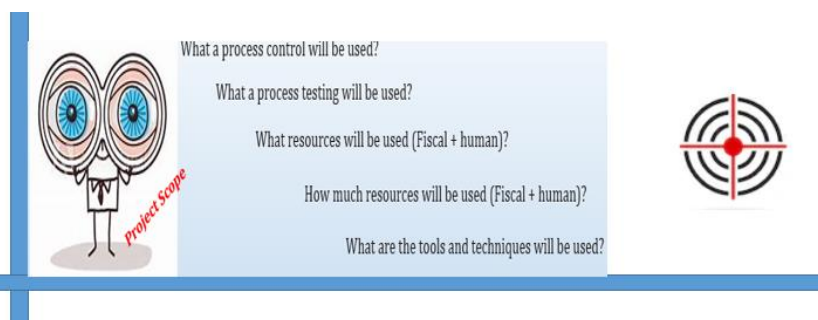 What a process control will be used?
What a process testing will be used?
What resources will be used (Fiscal + human)?
Project Scope
How much resources will be used (Fiscal + human)?
What are the tools and techniques will be used?